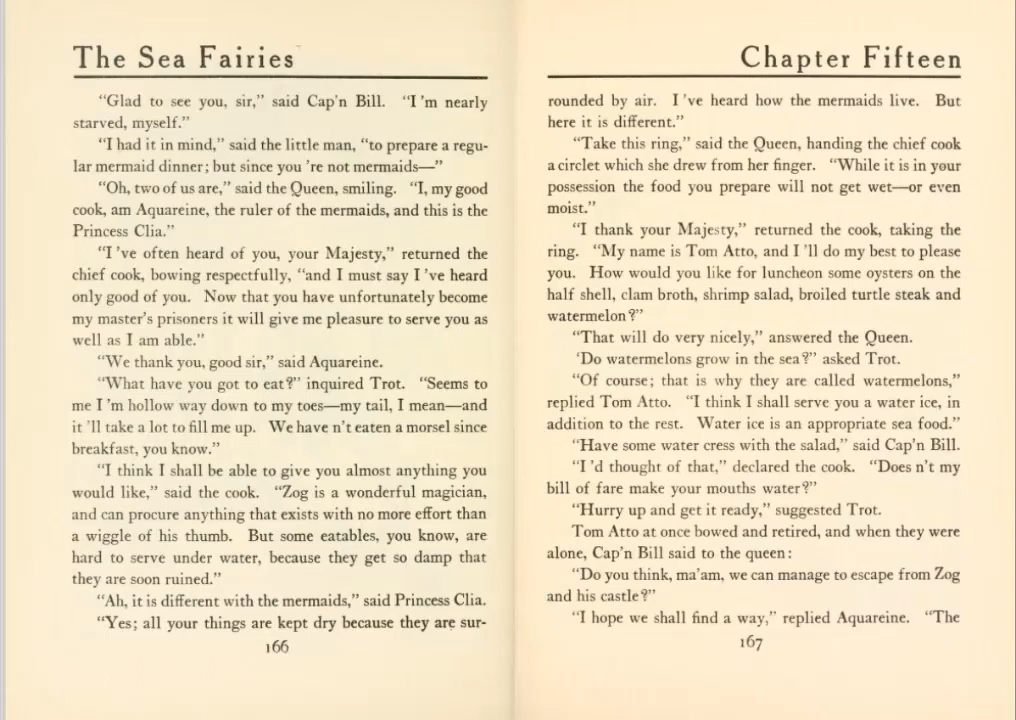 The Sea Fairies
"Glad to see you, sir," said Cap'n Bill. "I 'm nearly
starved, myself."
"I had it in mind," said the little man, "to prepare a regu-
lar mermaid dinner; but since you 're not mermaids—"
"Oh, two of us are," said the Queen, smiling. "I, my good
cook, am Aquareine, the ruler of the mermaids, and this is the
Princess Clia."
"I 've often heard of you, your Majesty," returned the
chief cook, bowing respectfully, "and I must say I 've heard
only good of you. Now that you have unfortunately become
my master's prisoners it will give me pleasure to serve you as
well as I am able."
"We thank you, good sir," said Aquareine.
"What have you got to eat?" inquired Trot. "Seems to
me I 'm hollow way down to my toes—my tail, I mean—and
it 'll take a lot to fill me up. We have n't eaten a morsel since
breakfast, you know."
"I think I shall be able to give you almost anything you
would like," said the cook. "Zog is a wonderful magician,
and can procure anything that exists with no more effort than
a wiggle of his thumb. But some eatables, you know, are
hard to serve under water, because they get so damp that
they are soon ruined."
"Ah, it is different with the mermaids," said Princess Clia.
"Yes; all your things are kept dry because they are sur-
166
Chapter Fifteen
rounded by air. I 've heard how the mermaids live. But
here it is different."
"Take this ring," said the Queen, handing the chief cook
a circlet which she drew from her finger. "While it is in your
possession the food you prepare will not get wet—or even
moist."
"I thank your Majesty," returned the cook, taking the
ring. "My name is Tom Atto, and I 'll do my best to please
you. How would you like for luncheon some oysters on the
half shell, clam broth, shrimp salad, broiled turtle steak and
watermelon?"
"That will do very nicely," answered the Queen.
'Do watermelons grow in the sea?" asked Trot.
"Of course; that is why they are called watermelons,"
replied Tom Atto. "I think I shall serve you a water ice, in
addition to the rest. Water ice is an appropriate sea food."
"Have some water cress with the salad," said Cap'n Bill.
"I 'd thought of that," declared the cook. "Does n't my
bill of fare make your mouths water?"
"Hurry up and get it ready," suggested Trot.
Tom Atto at once bowed and retired, and when they were
alone, Cap'n Bill said to the queen:
"Do you think, ma'am, we can manage to escape from Zog
and his castle?"
"I hope we shall find a way," replied Aquareine. "The
167